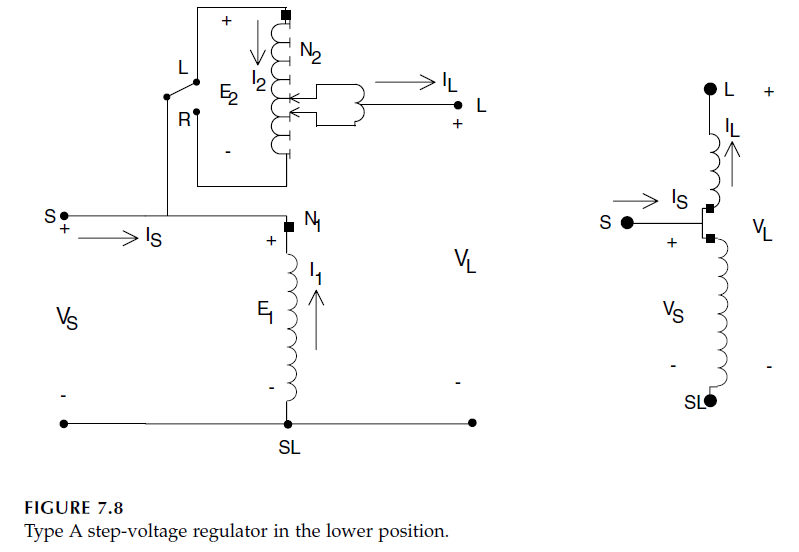 +
I2
N2
L
E2
R
-
IL
L
+
S
+
IS
N1
+
I1
E1
VS
VL
-
-
-
SL
L
+
IL
IS
S
+
VL
VS
-
-
SL
FIGURE 7.8
Type A step-voltage regulator in the lower position.